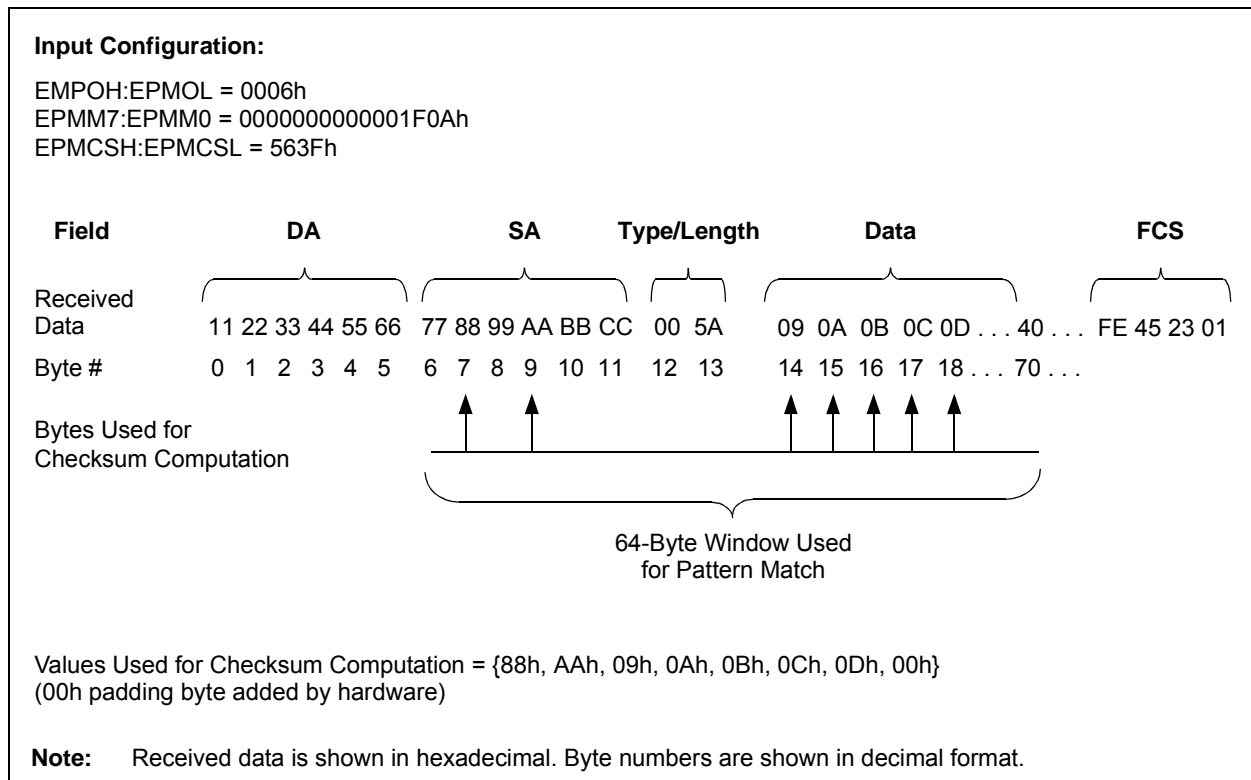 Input Configuration:
EMPOH:EPMOL = 0006h
EPMM7:EPMM0 = 0000000000001F0Ah
EPMCSH:EPMCSL = 563Fh
Field DA SA Type/Length Data FCS
Received
Data 11 22 33 44 55 66 77 88 99 AA BB CC 00 5A 09 0A 0B 0C 0D . . . 40 . . . FE 45 23 01
Byte # 0 1 2 3 4 5 6 7 8 9 10 11 12 13 14 15 16 17 18 . . . 70 . . .
Bytes Used for
Checksum Computation
64-Byte Window Used
for Pattern Match
Values Used for Checksum Computation = {88h, AAh, 09h, 0Ah, 0Bh, 0Ch, 0Dh, 00h}
(00h padding byte added by hardware)
Note: Received data is shown in hexadecimal. Byte numbers are shown in decimal format.